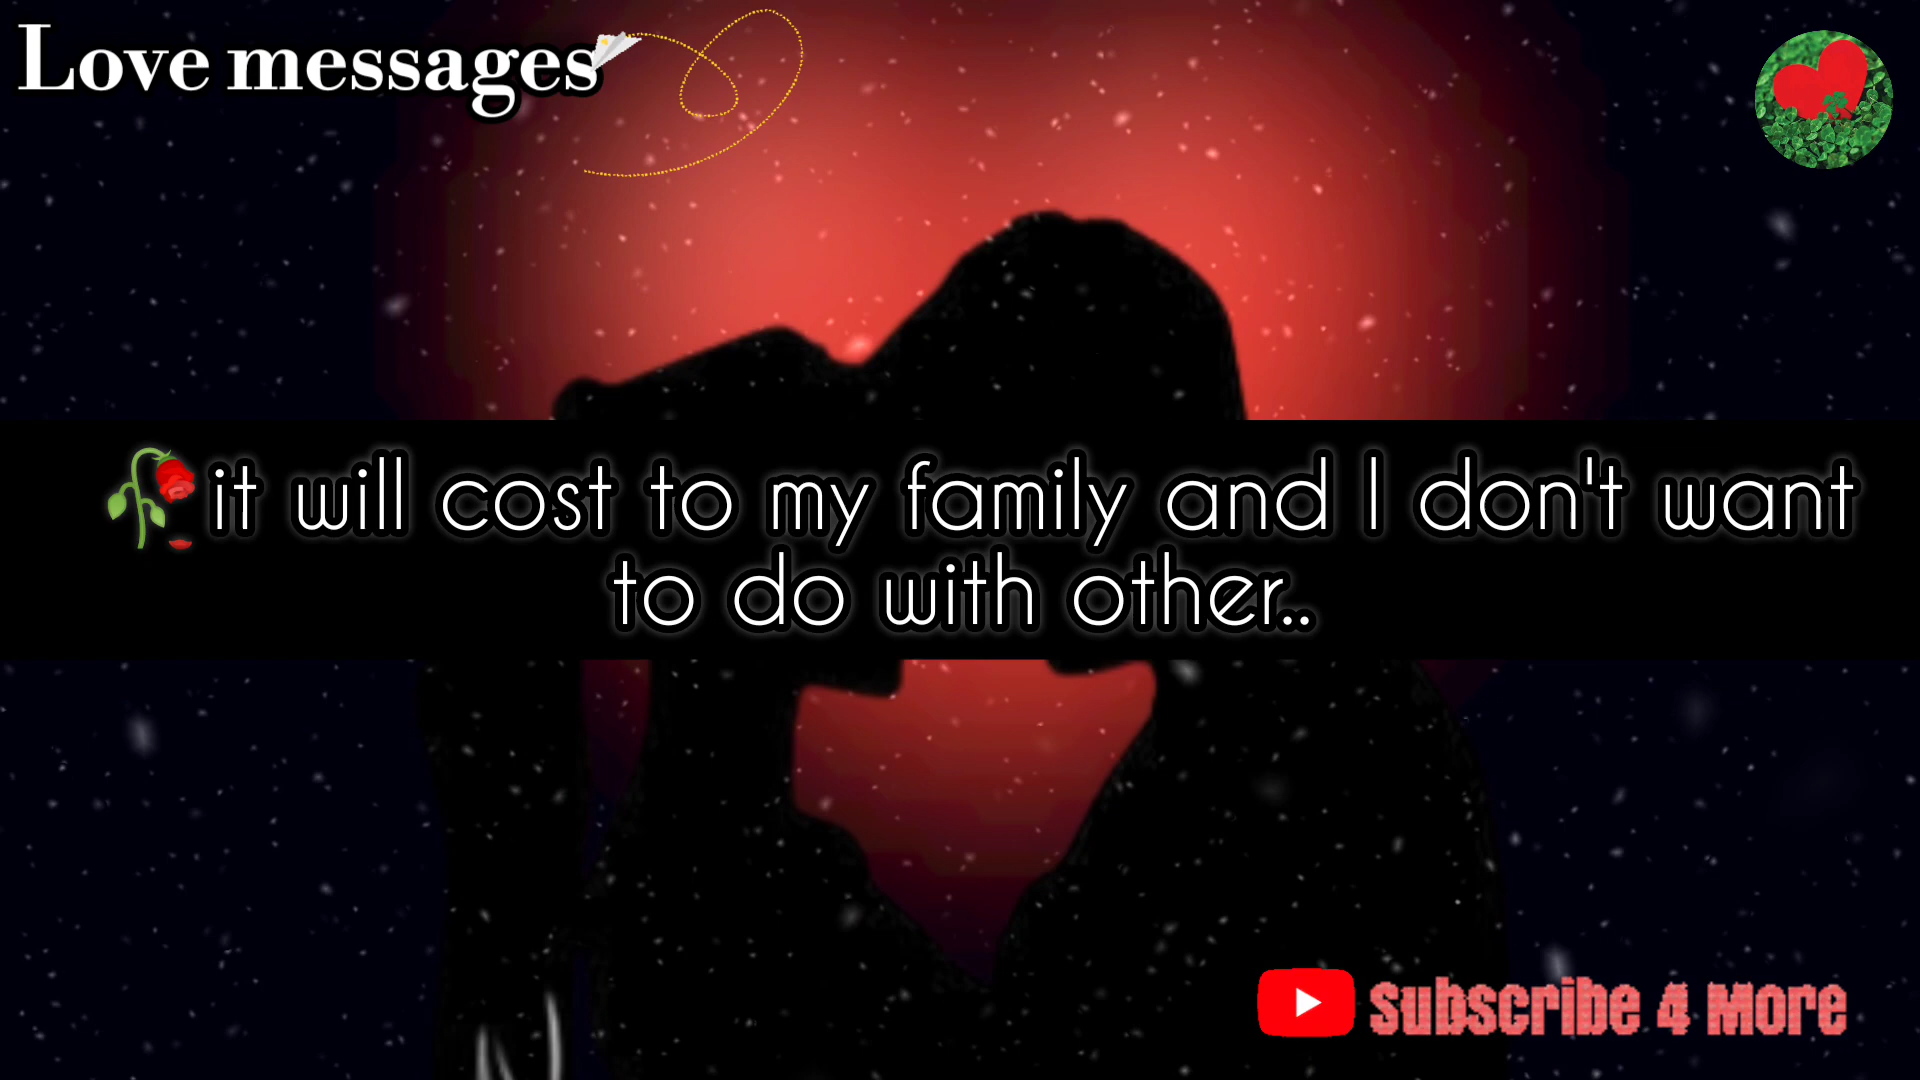 Love messages
🥀it will cost to my family and I don't want
to do with other..
Subscribe 4 More